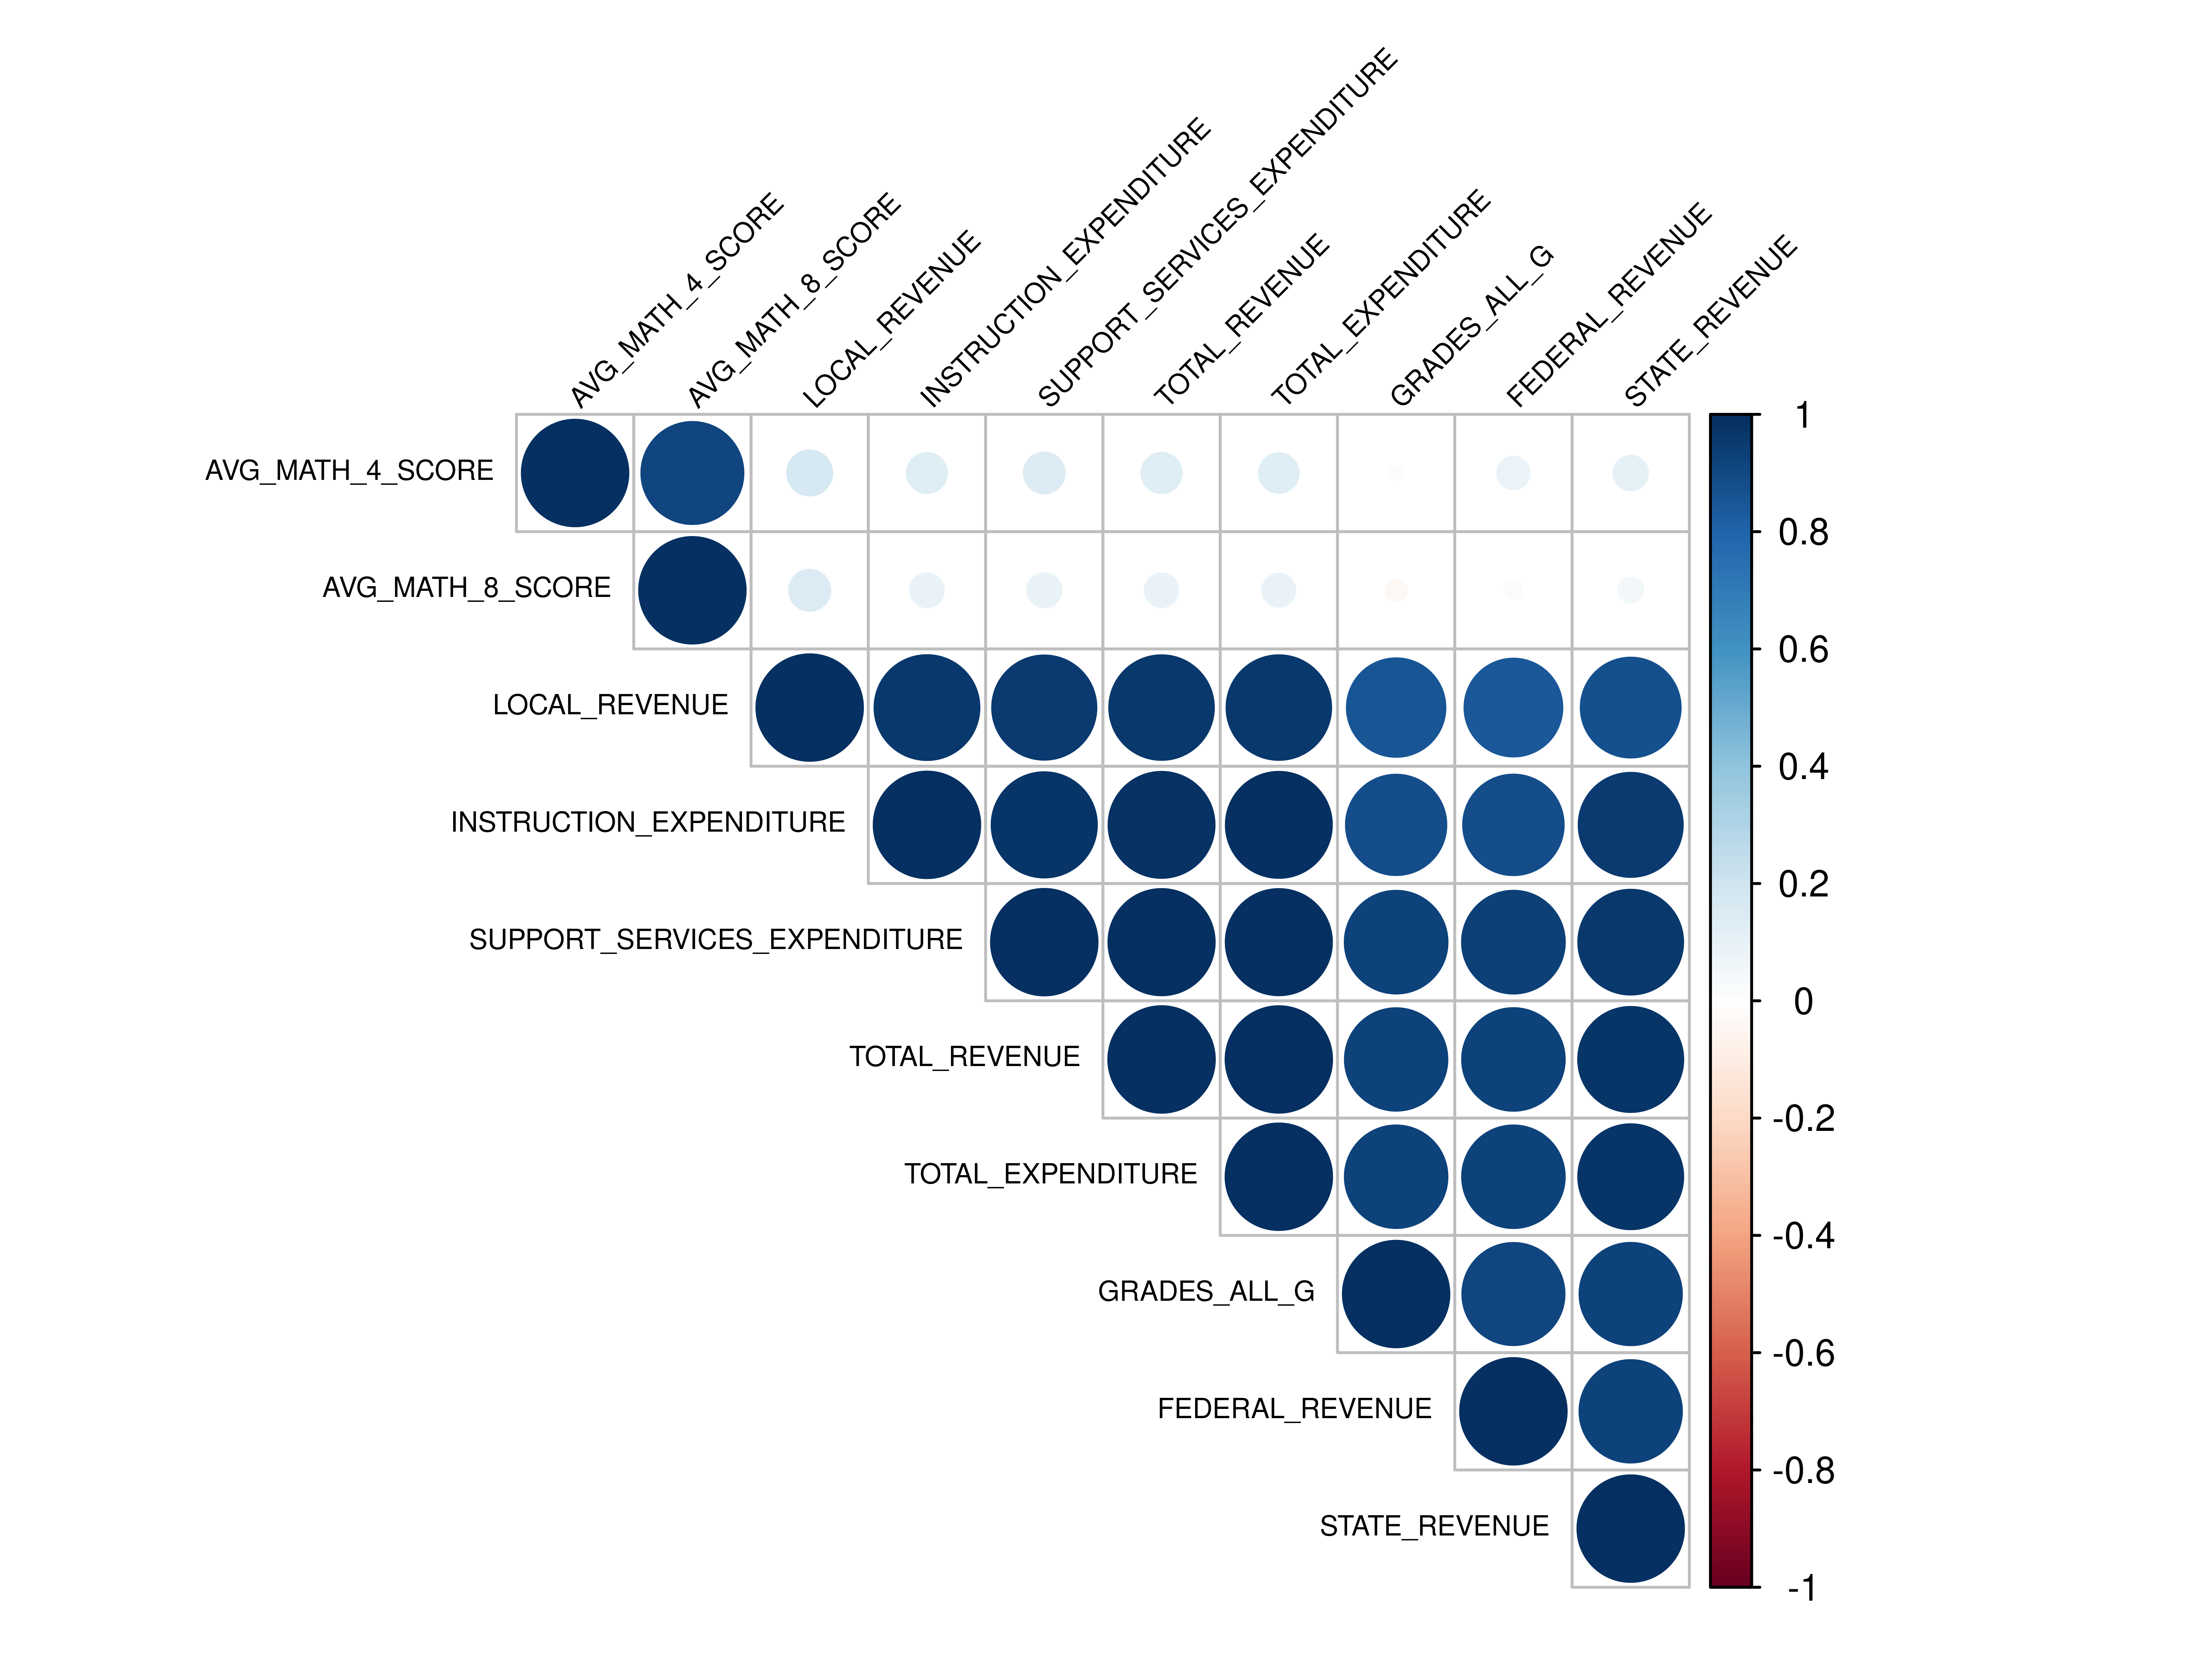 AVG_MATH_4_SCORE
AVG_MATH_8_SCORE
LOCAL_REVENUE
INSTRUCTION_EXPENDITURE
SUPPORT_SERVICES_EXPENDITURE
TOTAL_REVENUE
TOTAL_EXPENDITURE
GRADES_ALL_G
FEDERAL_REVENUE
STATE_REVENUE
AVG_MATH_4_SCORE
AVG_MATH_8_SCORE
LOCAL_REVENUE
INSTRUCTION_EXPENDITURE
SUPPORT_SERVICES_EXPENDITURE
TOTAL_REVENUE
TOTAL_EXPENDITURE
GRADES_ALL_G
FEDERAL_REVENUE
STATE_REVENUE
1
0.8
0.6
0.4
0.2
0
-0.2
-0.4
-0.6
-0.8
-1